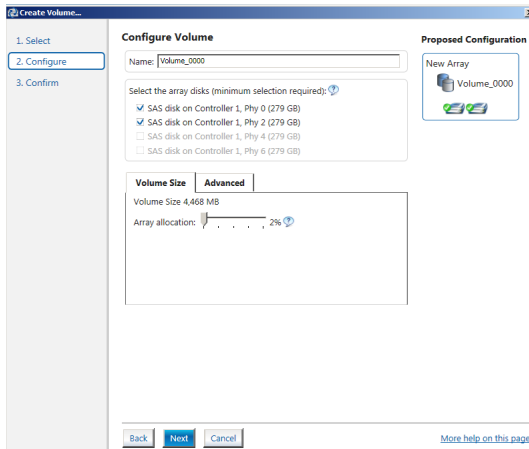 Create Volume...
1. Select
2. Configure
3. Confirm
Configure Volume
Name: Volume_0000
Select the array disks (minimum selection required):
SAS disk on Controller 1, Phy 0 (279 GB)
SAS disk on Controller 1, Phy 2 (279 GB)
SAS disk on Controller 1, Phy 4 (279 GB)
SAS disk on Controller 1, Phy 6 (279 GB)
Volume Size Advanced
Volume Size 4,468 MB
Array allocation: 2%
Proposed Configuration
New Array
Volume_0000
Back Next Cancel
More help on this page